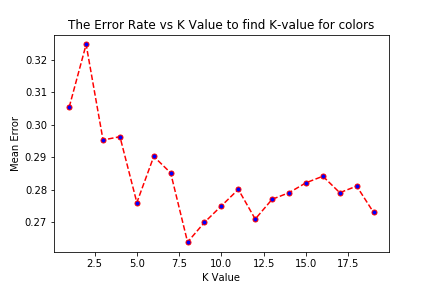 The Error Rate vs K Value to find K-value for colors
0.32
0.31
0.30
0.29
0.28
0.27
Mean Error
2.5 5.0 7.5 10.0 12.5 15.0 17.5
K Value